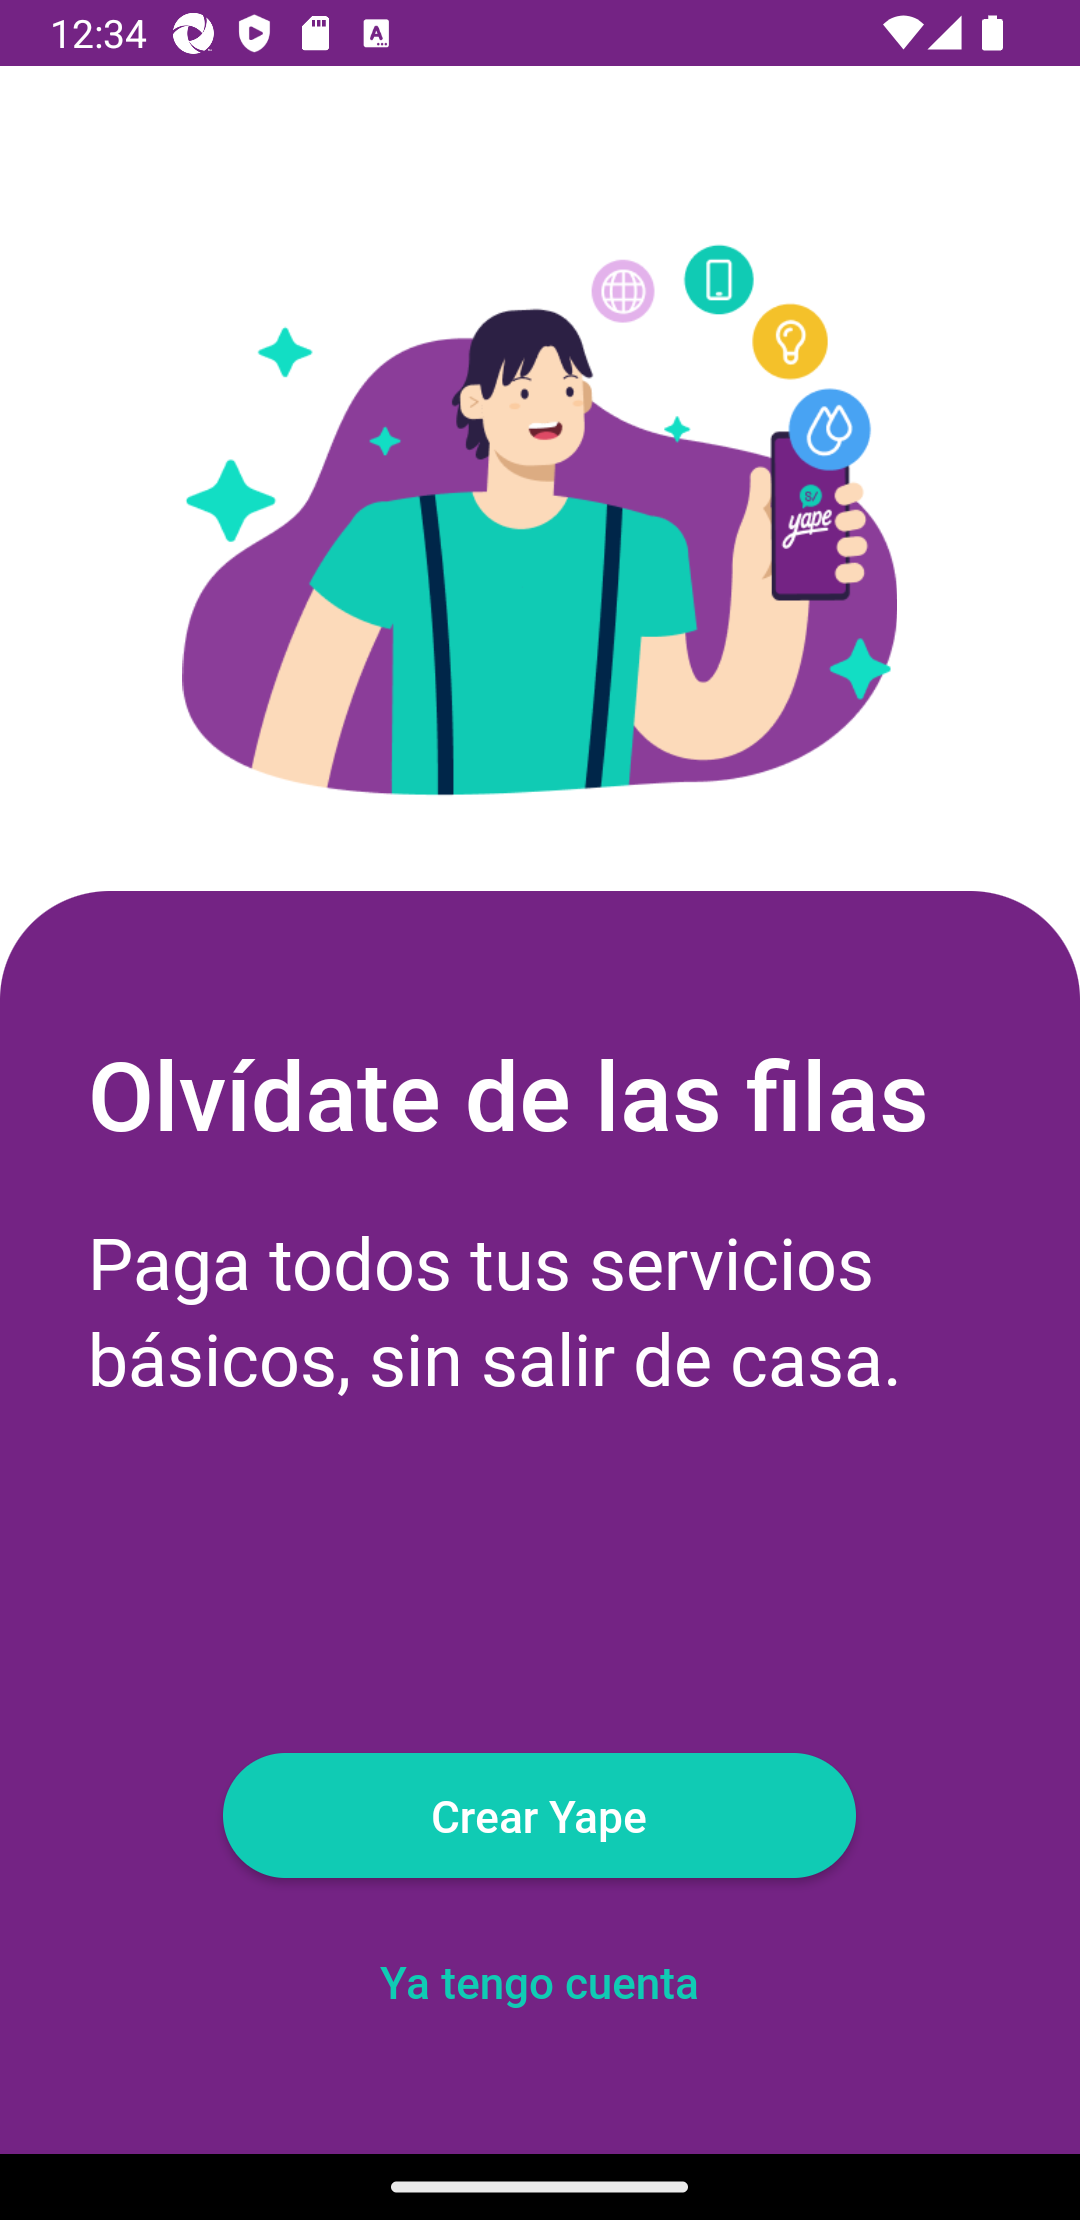 12:34
S/
yape
Olvídate de las filas
Paga todos tus servicios
básicos, sin salir de casa.
Crear Yape
Ya tengo cuenta